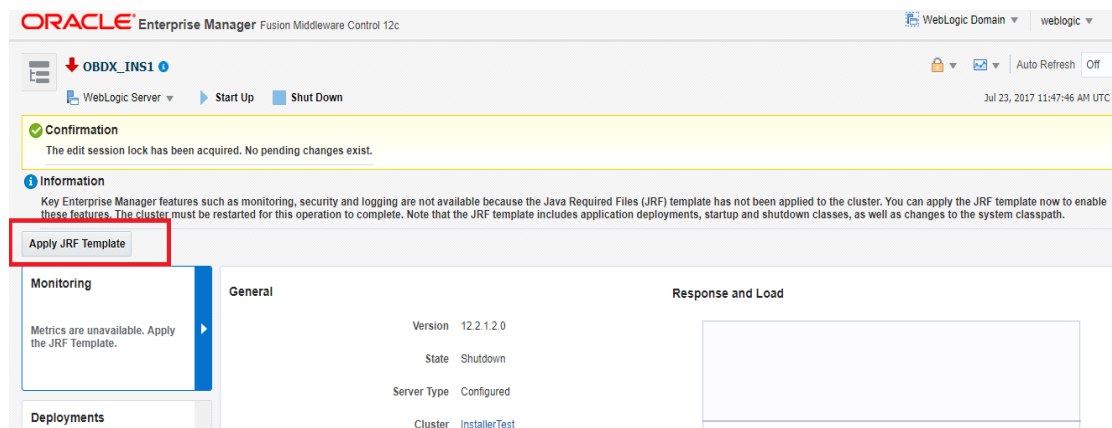 ORACLE Enterprise Manager Fusion Middleware Control 12c
WebLogic Domain weblogic
OBDX_INS1
Auto Refresh Off
WebLogic Server Start Up Shut Down
Jul 23, 2017 11:47:46 AM UTC
Confirmation
The edit session lock has been acquired. No pending changes exist.
Information
Key Enterprise Manager features such as monitoring, security and logging are not available because the Java Required Files (JRF) template has not been applied to the cluster. You can apply the JRF template now to enable
these features. The cluster must be restarted for this operation to complete. Note that the JRF template includes application deployments, startup and shutdown classes, as well as changes to the system classpath.
Apply JRF Template
Monitoring
Metrics are unavailable. Apply
the JRF Template.
Deployments
General
Version 12.2.1.2.0
State Shutdown
Server Type Configured
Cluster InstallerTest
Response and Load